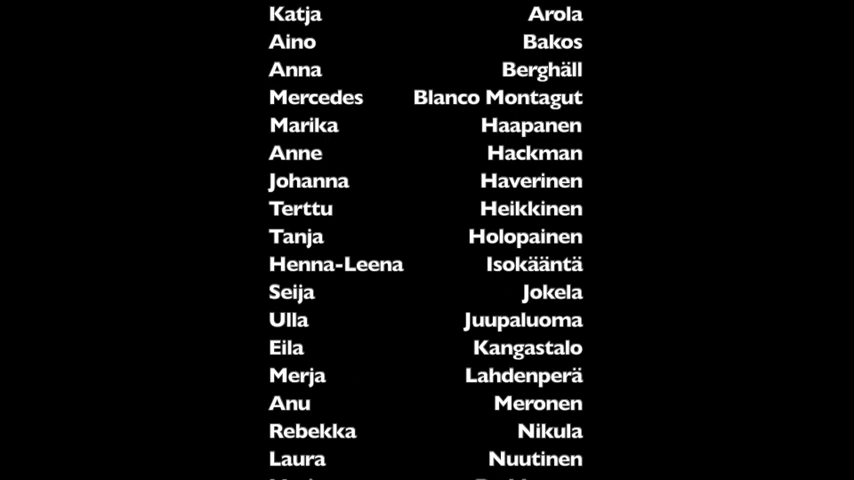 Katja Arola
Aino Bakos
Anna Berghäll
Mercedes Blanco Montagut
Marika Haapanen
Anne Hackman
Johanna Haverinen
Terttu Heikkinen
Tanja Holopainen
Henna-Leena Isokääntä
Seija Jokela
Ulla Juupaluoma
Eila Kangastalo
Merja Lahdenperä
Anu Meronen
Rebekka Nikula
Laura Nuutinen